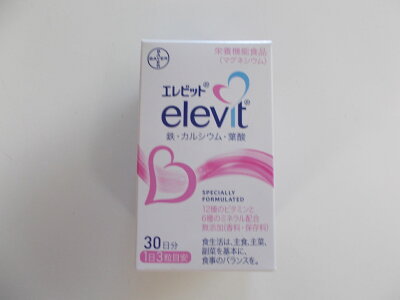 BAYER
栄養機能食品
(マグネシウム)
エレビット®
elevit®
鉄・カルシウム・葉酸
SPECIALLY
FORMULATED
12種のビタミンと
6種のミネラル配合
無添加(香料・保存料)
30日分
1日3粒目安
食生活は、主食、主菜、
副菜を基本に、
食事のバランスを。